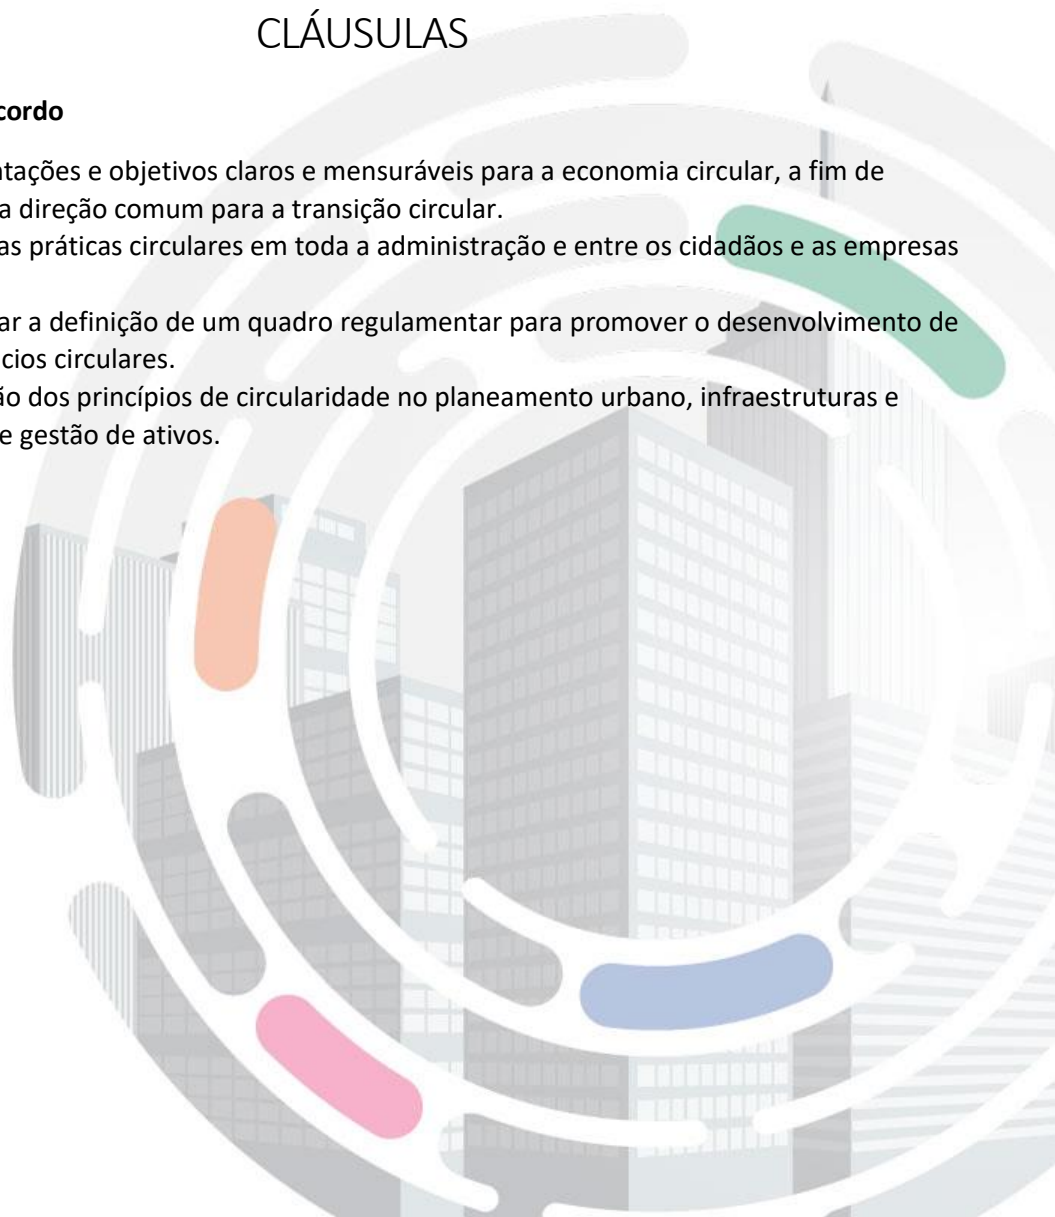 CLÁUSULAS
cordo
tações e objetivos claros e mensuráveis para a economia circular, a fim de
a direção comum para a transição circular.
as práticas circulares em toda a administração e entre os cidadãos e as empresas
ar a definição de um quadro regulamentar para promover o desenvolvimento de
cios circulares.
ão dos princípios de circularidade no planeamento urbano, infraestruturas e
e gestão de ativos.